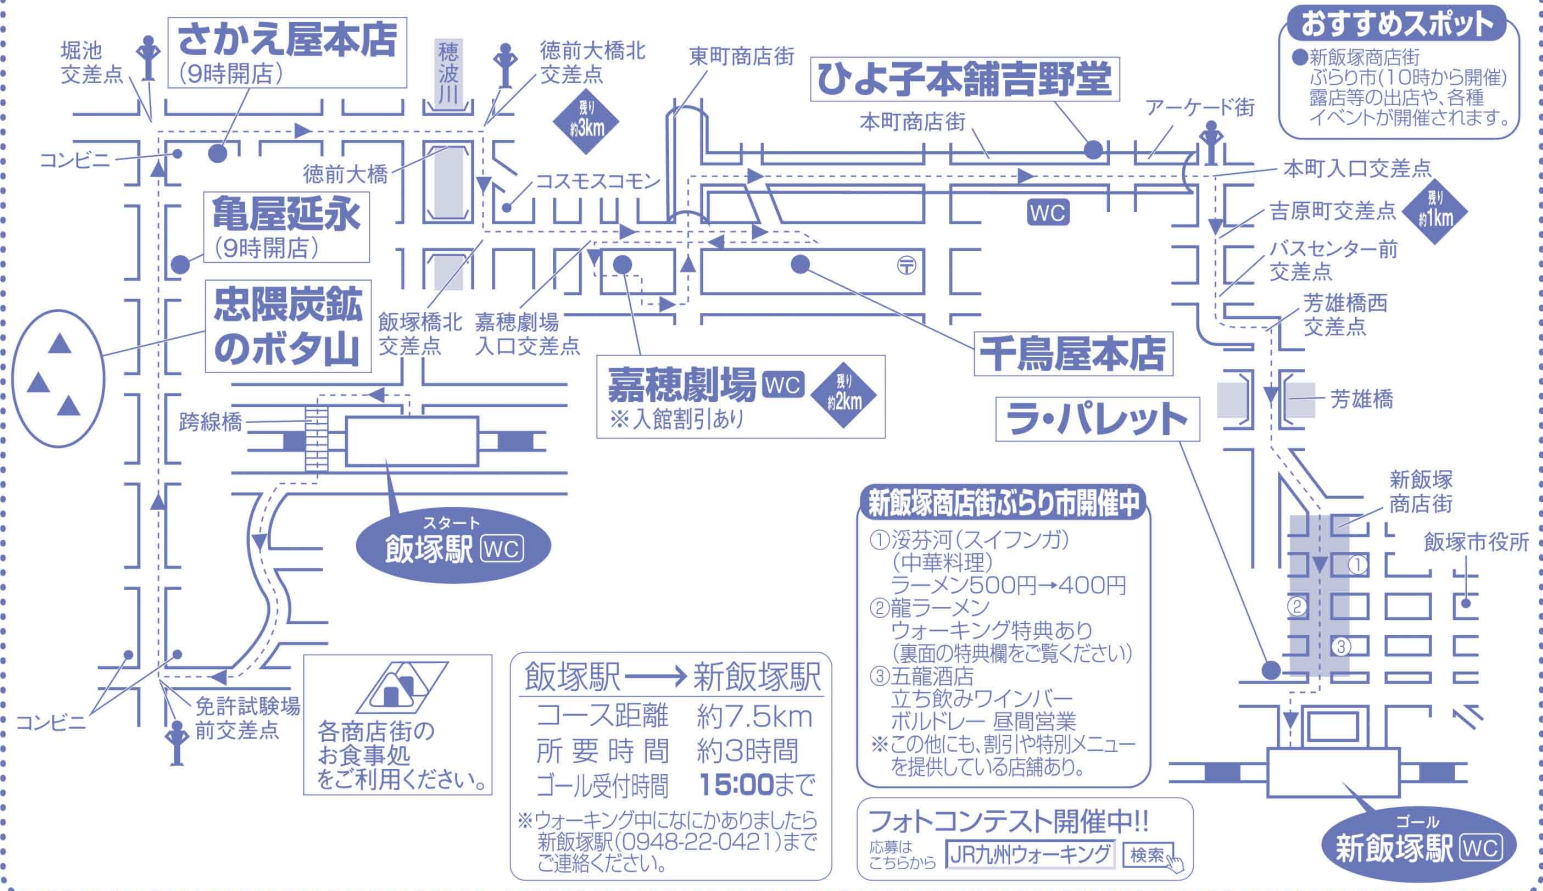 堀池
交差点
さかえ屋本店
(9時開店)
穂波川
徳前大橋北
交差点
残り
約3km
東町商店街
ひよ子本舗吉野堂
本町商店街
アーケード街
おすすめスポット
●新飯塚商店街
ぶらり市(10時から開催)
露店等の出店や、各種
イベントが開催されます。
コンビニ
徳前大橋
コスモスコモン
本町入口交差点
WC
吉原町交差点
残り
約1km
亀屋延永
(9時開店)
〒
バスセンター前
交差点
忠隈炭鉱
のボタ山
飯塚橋北
交差点
嘉穂劇場
入口交差点
芳雄橋西
交差点
千鳥屋本店
嘉穂劇場 WC
※入館割引あり
残り
約2km
芳雄橋
ラ・パレット
跨線橋
スタート
飯塚駅 WC
新飯塚
商店街
飯塚市役所
①
②
③
新飯塚商店街ぶらり市開催中
①浽芬河(スイフンガ)
(中華料理)
ラーメン500円→400円
②龍ラーメン
ウォーキング特典あり
(裏面の特典欄をご覧ください)
③五龍酒店
立ち飲みワインバー
ボルドレー 昼間営業
※この他にも、割引や特別メニュー
を提供している店舗あり。
コンビニ
免許試験場
前交差点
各商店街の
お食事処
をご利用ください。
飯塚駅→新飯塚駅
コース距離 約7.5km
所要時間 約3時間
ゴール受付時間 15:00まで
※ウォーキング中になにかありましたら
新飯塚駅(0948-22-0421)まで
ご連絡ください。
フォトコンテスト開催中!!
応募は
こちらから
JR九州ウォーキング 検索
ゴール
新飯塚駅 WC